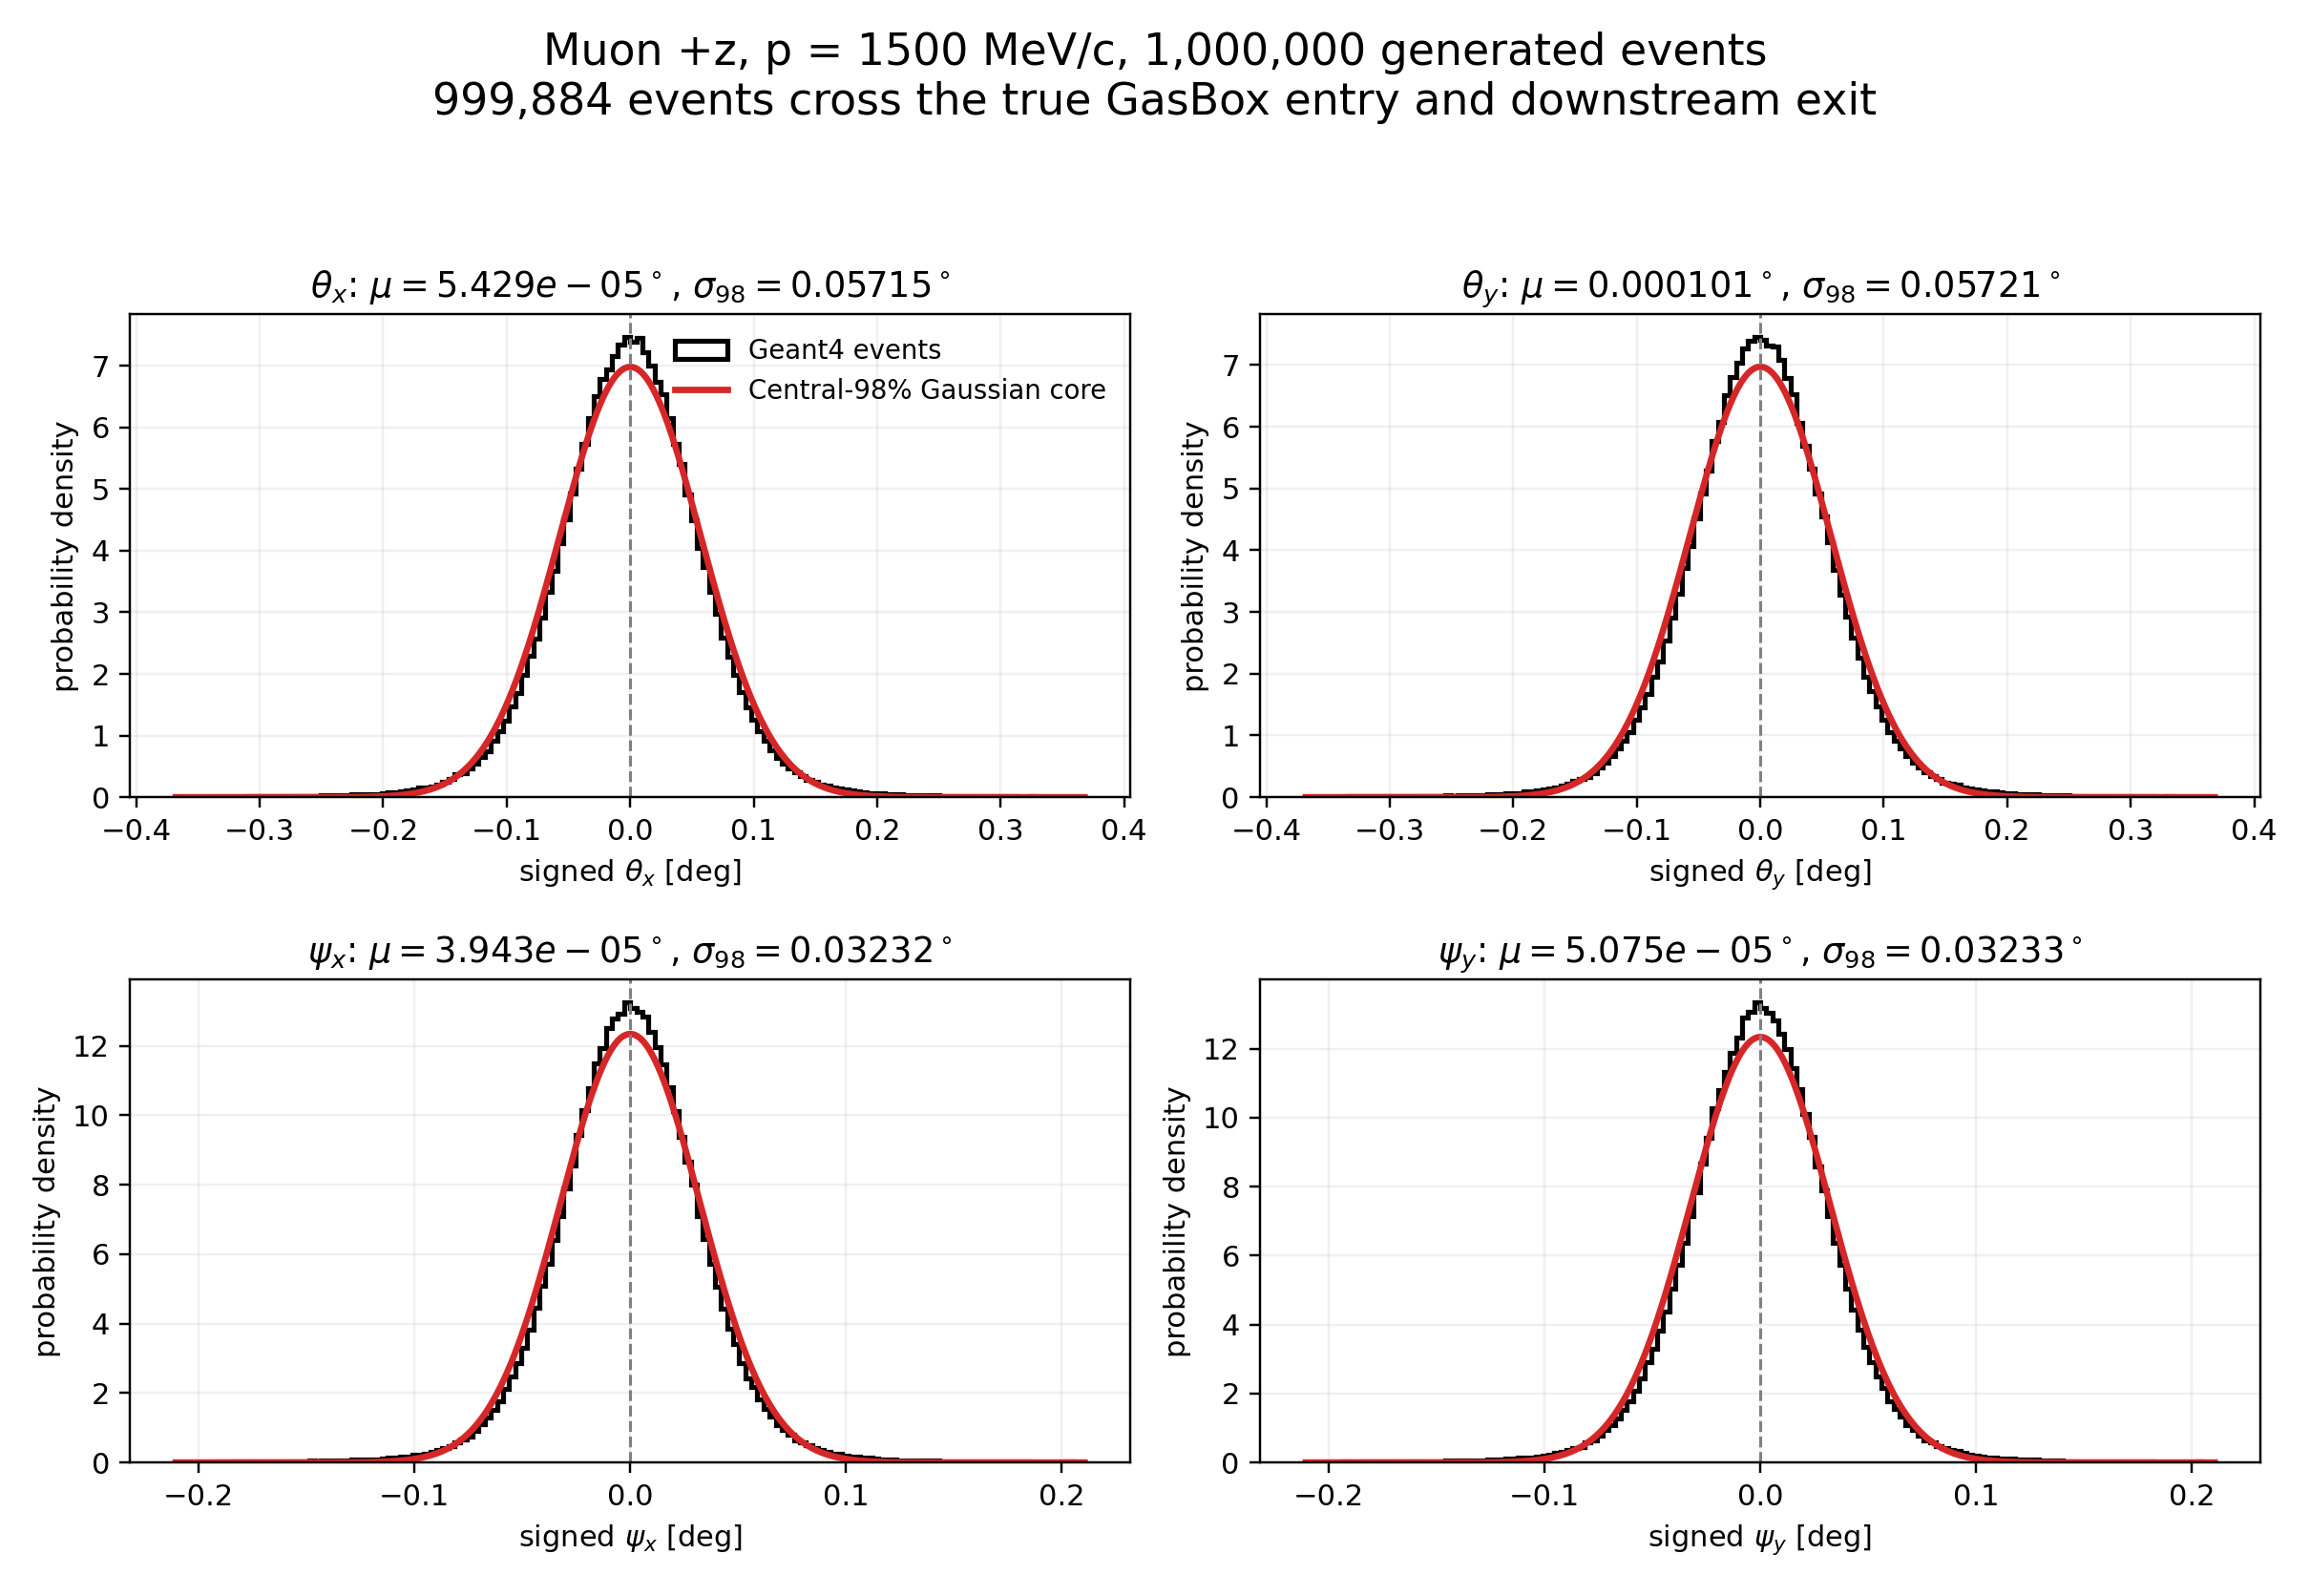 Muon +z, p = 1500 MeV/c, 1,000,000 generated events
999,884 events cross the true GasBox entry and downstream exit
θx: μ = 5.429e − 05°, σ98 = 0.05715°
probability density
7
6
5
4
3
2
1
0
Geant4 events
Central-98% Gaussian core
−0.4 −0.3 −0.2 −0.1 0.0 0.1 0.2 0.3 0.4
signed θx [deg]
θy: μ = 0.000101°, σ98 = 0.05721°
probability density
7
6
5
4
3
2
1
0
−0.4 −0.3 −0.2 −0.1 0.0 0.1 0.2 0.3 0.4
signed θy [deg]
ψx: μ = 3.943e − 05°, σ98 = 0.03232°
probability density
12
10
8
6
4
2
0
−0.2 −0.1 0.0 0.1 0.2
signed ψx [deg]
ψy: μ = 5.075e − 05°, σ98 = 0.03233°
probability density
12
10
8
6
4
2
0
−0.2 −0.1 0.0 0.1 0.2
signed ψy [deg]